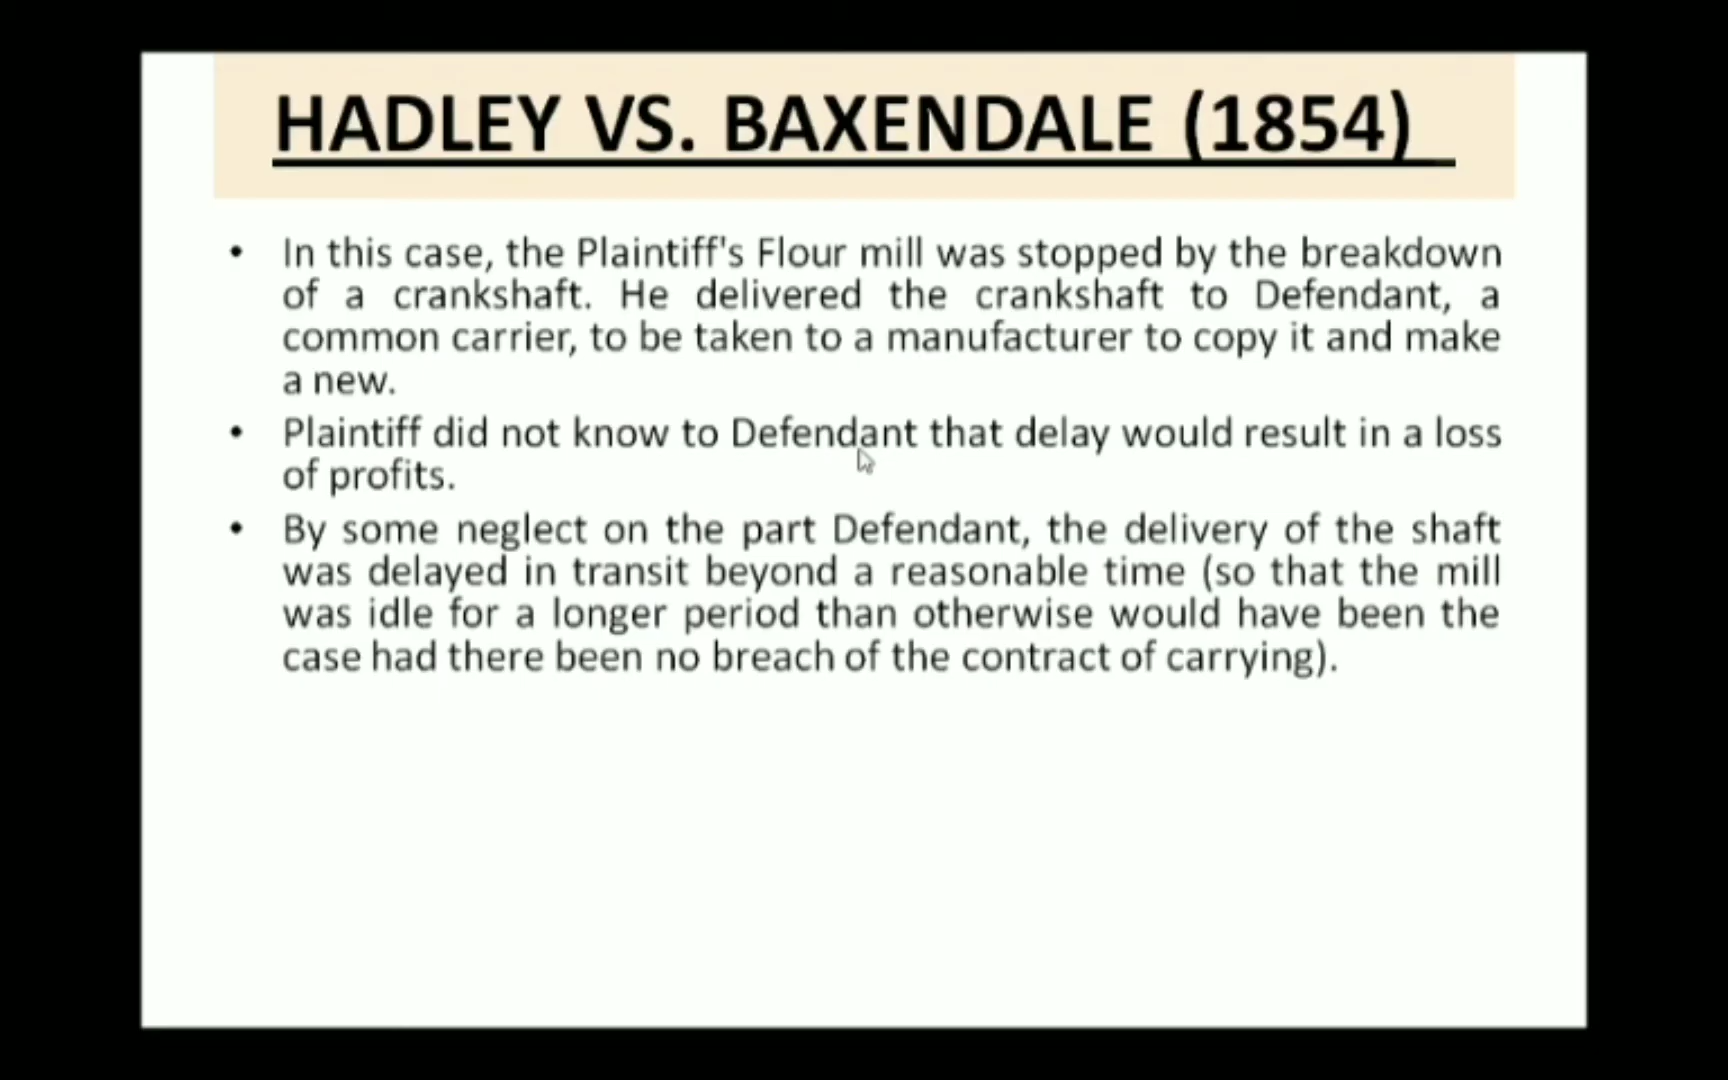 HADLEY VS. BAXENDALE (1854)
• In this case, the Plaintiff's Flour mill was stopped by the breakdown
of a crankshaft. He delivered the crankshaft to Defendant, a
common carrier, to be taken to a manufacturer to copy it and make
a new.
• Plaintiff did not know to Defendant that delay would result in a loss
of profits.
• By some neglect on the part Defendant, the delivery of the shaft
was delayed in transit beyond a reasonable time (so that the mill
was idle for a longer period than otherwise would have been the
case had there been no breach of the contract of carrying).